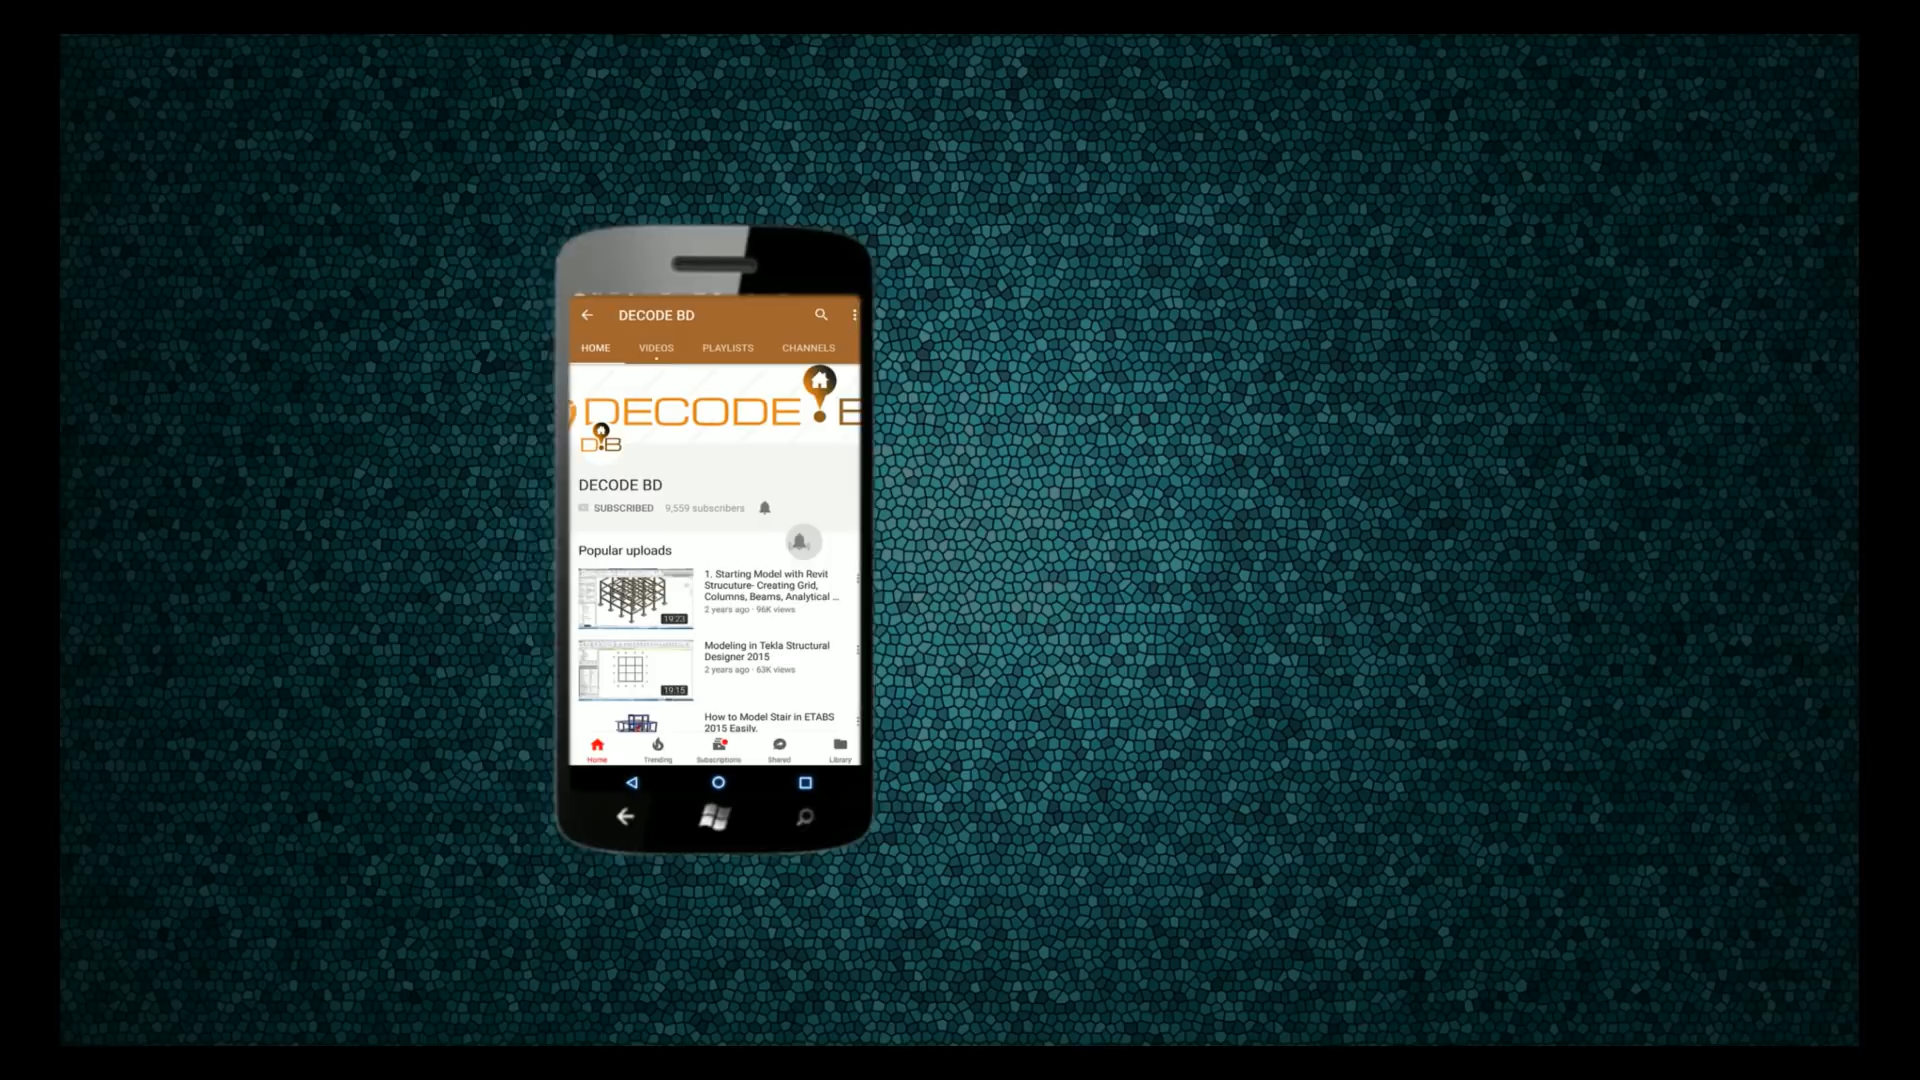 DECODE BD
HOME VIDEOS PLAYLISTS CHANNELS
DECODE B
D B
DECODE BD
SUBSCRIBED 9,559 subscribers
Popular uploads
1. Starting Model with Revit
Strucuture- Creating Grid,
Columns, Beams, Analytical ...
2 years ago · 96K views
19:23
Modeling in Tekla Structural
Designer 2015
2 years ago · 63K views
19:15
How to Model Stair in ETABS
2015 Easily.
Home Trending Subscriptions Shared Library